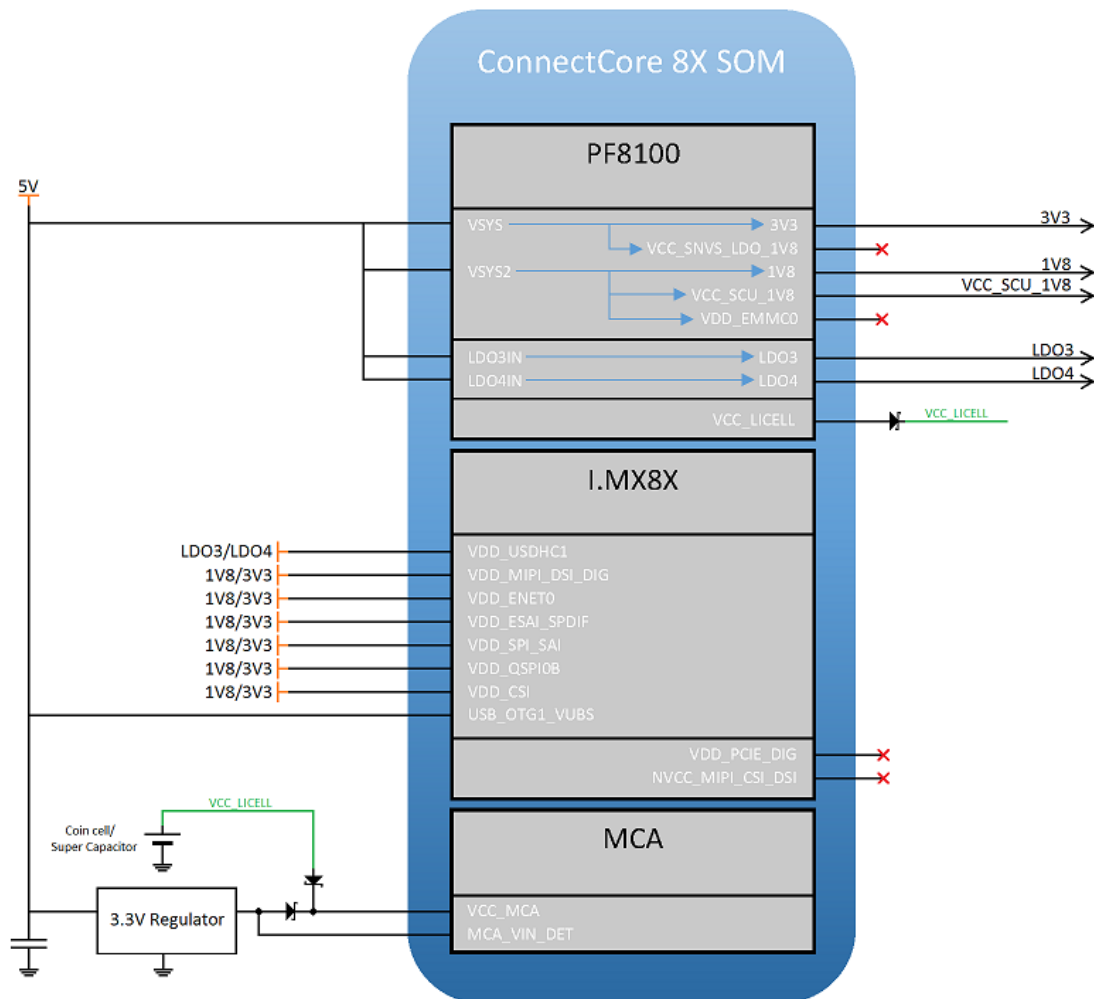 ConnectCore 8X SOM
PF8100
5V
VSYS
3V3
3V3
VCC_SNVS_LDO_1V8
VSYS2
1V8
1V8
VCC_SCU_1V8
VCC_SCU_1V8
VDD_EMMC0
LDO3IN
LDO3
LDO3
LDO4IN
LDO4
LDO4
VCC_LICELL
VCC_LICELL
I.MX8X
LDO3/LDO4
VDD_USDHC1
1V8/3V3
VDD_MIPI_DSI_DIG
1V8/3V3
VDD_ENET0
1V8/3V3
VDD_ESAI_SPDIF
1V8/3V3
VDD_SPI_SAI
1V8/3V3
VDD_QSPI0B
1V8/3V3
VDD_CSI
USB_OTG1_VUBS
VDD_PCIE_DIG
NVCC_MIPI_CSI_DSI
VCC_LICELL
Coin cell/
Super Capacitor
MCA
3.3V Regulator
VCC_MCA
MCA_VIN_DET